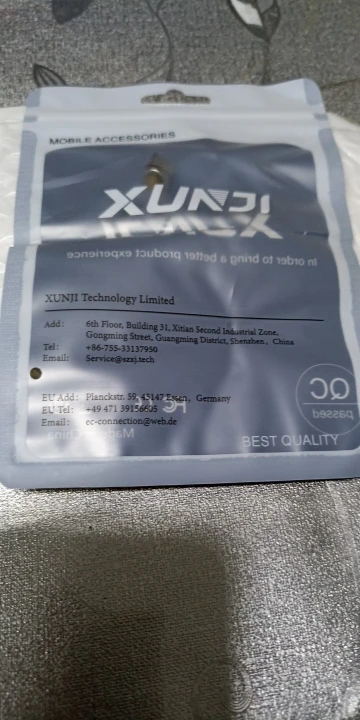 MOBILE ACCESSORIES
XUNJI
In order to bring a better product experience
XUNJI Technology Limited
Add: 6th Floor, Building 31, Xitian Second Industrial Zone,
Gongming Street, Guangming District, Shenzhen, China
Tel: +86-755-33137950
Email: Service@szxj.tech
EU Add: Planckstr. 59, 45147 Essen, Germany
EU Tel: +49 471 39156605
Email: ec-connection@web.de
QC
passed
Made in China
BEST QUALITY